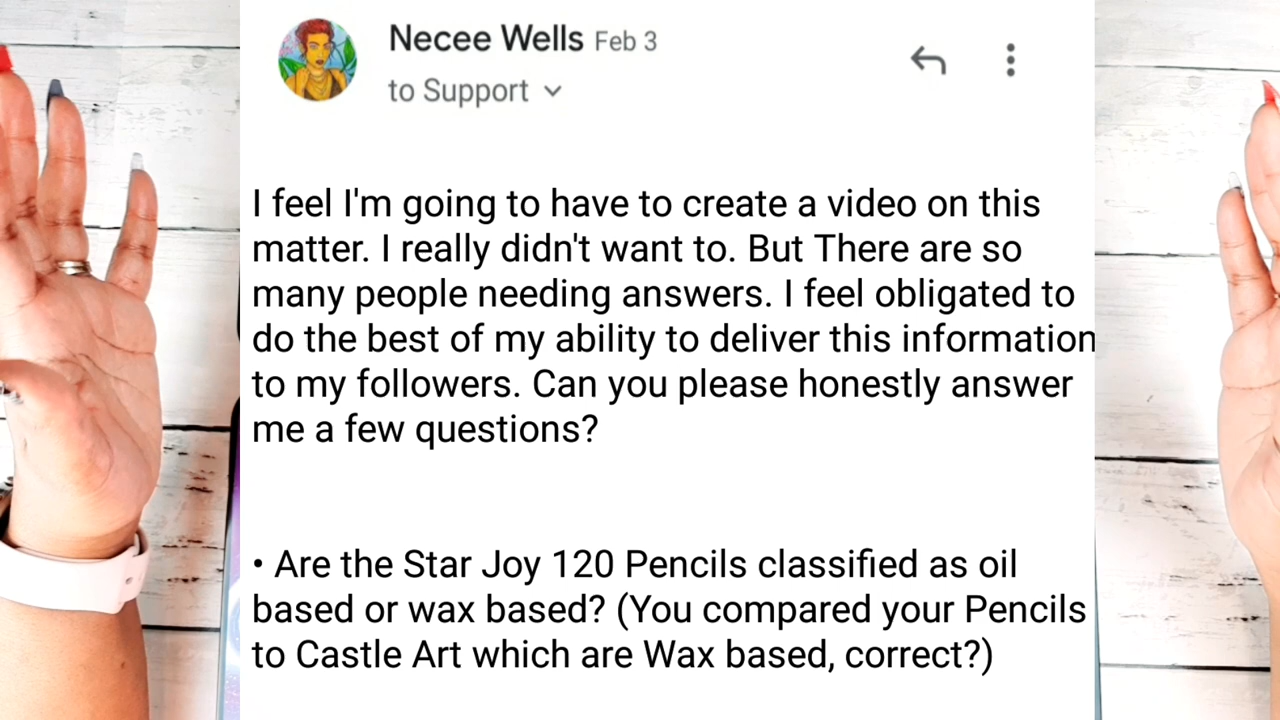 Necee Wells Feb 3
to Support
I feel I'm going to have to create a video on this
matter. I really didn't want to. But There are so
many people needing answers. I feel obligated to
do the best of my ability to deliver this information
to my followers. Can you please honestly answer
me a few questions?
• Are the Star Joy 120 Pencils classified as oil
based or wax based? (You compared your Pencils
to Castle Art which are Wax based, correct?)